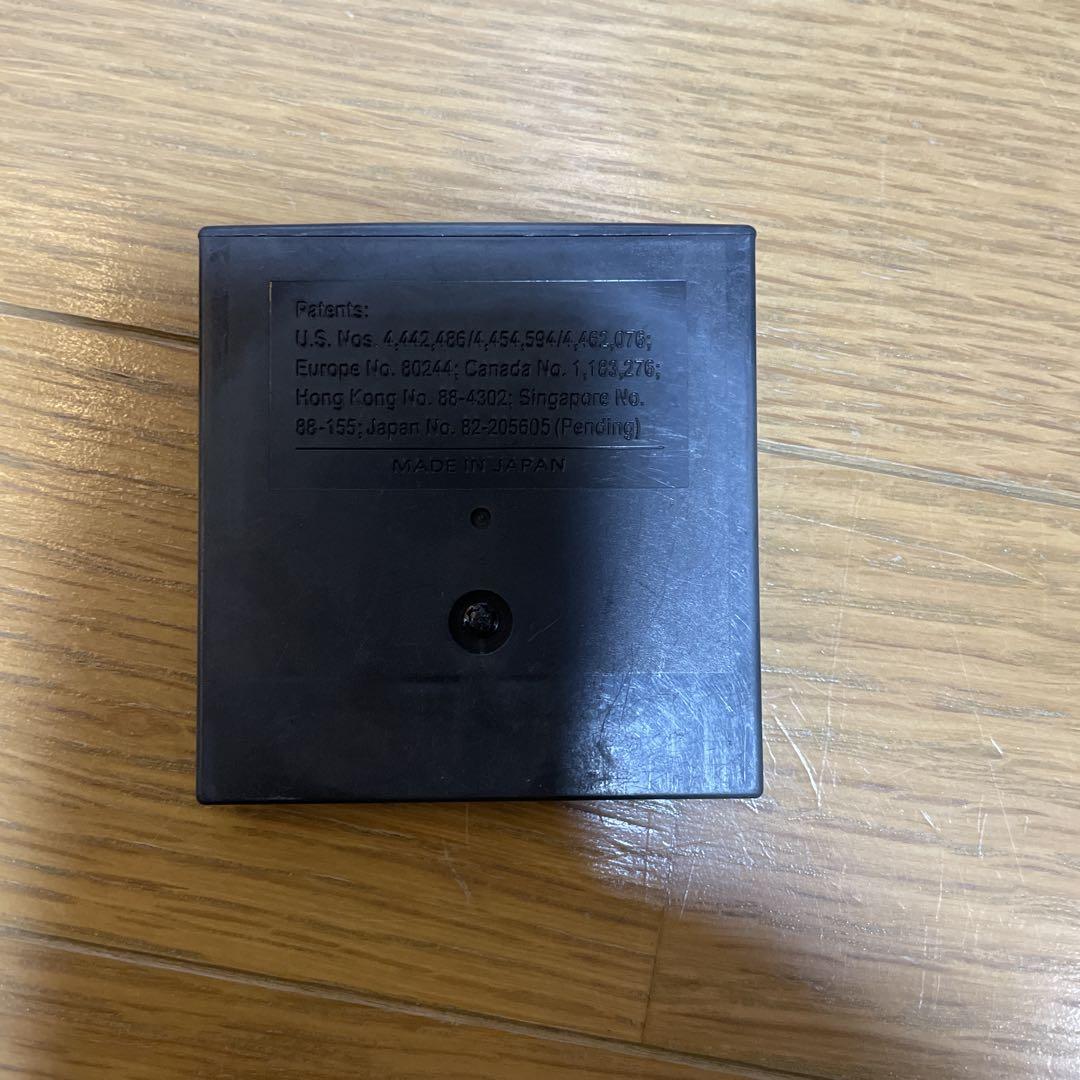 Patents:
U.S. Nos. 4,442,486/4,454,594/4,462,076;
Europe No. 80244; Canada No. 1,183,276;
Hong Kong No. 88-4302; Singapore No.
88-155; Japan No. 82-205605 (Pending)
MADE IN JAPAN